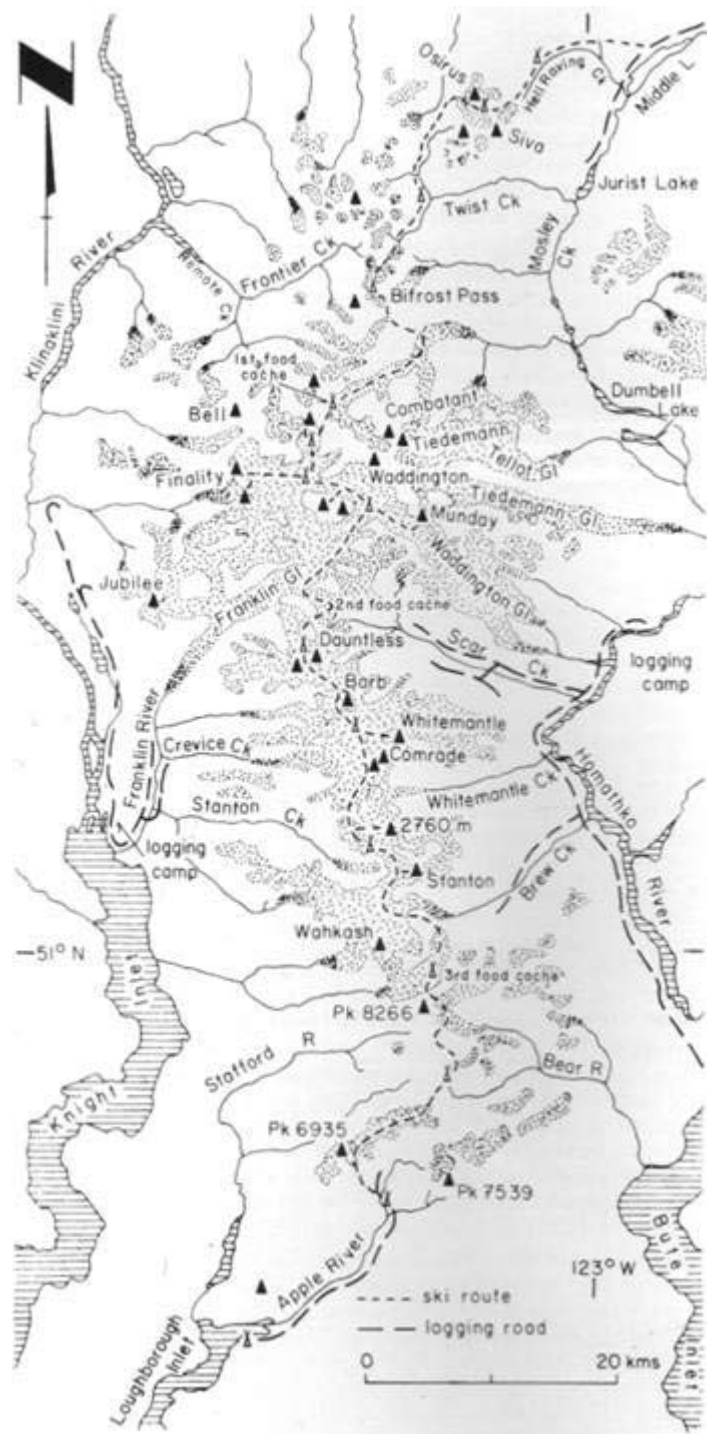 N
Osirus
Hell Raving Ck
Middle L
Siva
Jurist Lake
Twist Ck
Mosley
Ck
River
Klinaklini
Remote
Ck
Frontier Ck
Bifrost Pass
1st food
cache
Bell
Combatant
Tiedemann
Dumbell
Lake
Tellot Gl
Waddington
Finality
Tiedemann Gl
Munday
Waddington Gl
Jubilee
Franklin Gl
2nd food cache
Scar
Ck
logging
camp
Dauntless
Barb
Franklin River
Whitemantle
Crevice Ck
Comrade
Homathko
River
Whitemantle Ck
Stanton
Ck
2760 m
logging
camp
Stanton
Brew Ck
Wahkash
51° N
3rd food cache
Pk 8266
Knight
Inlet
Stafford R
Bear R
Pk 6935
Pk 7539
Bute
Inlet
123° W
Apple River
ski route
logging road
0 20 kms
Loughborough
Inlet